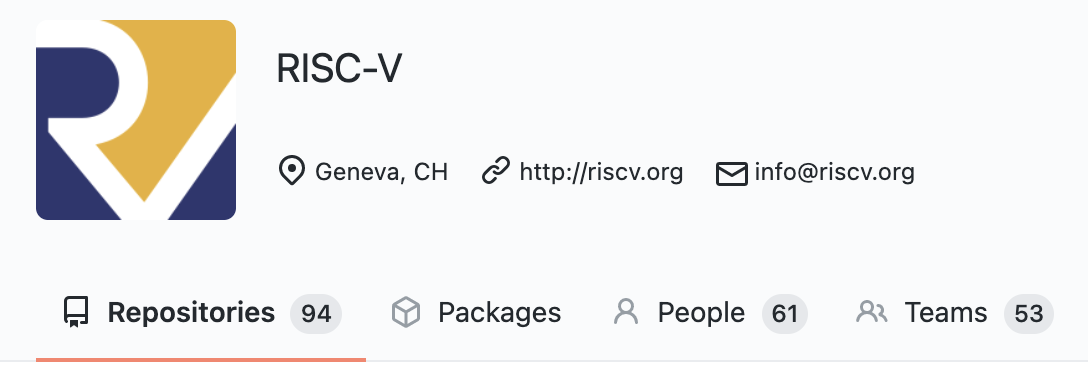 RISC-V
Geneva, CH http://riscv.org info@riscv.org
Repositories 94 Packages People 61 Teams 53